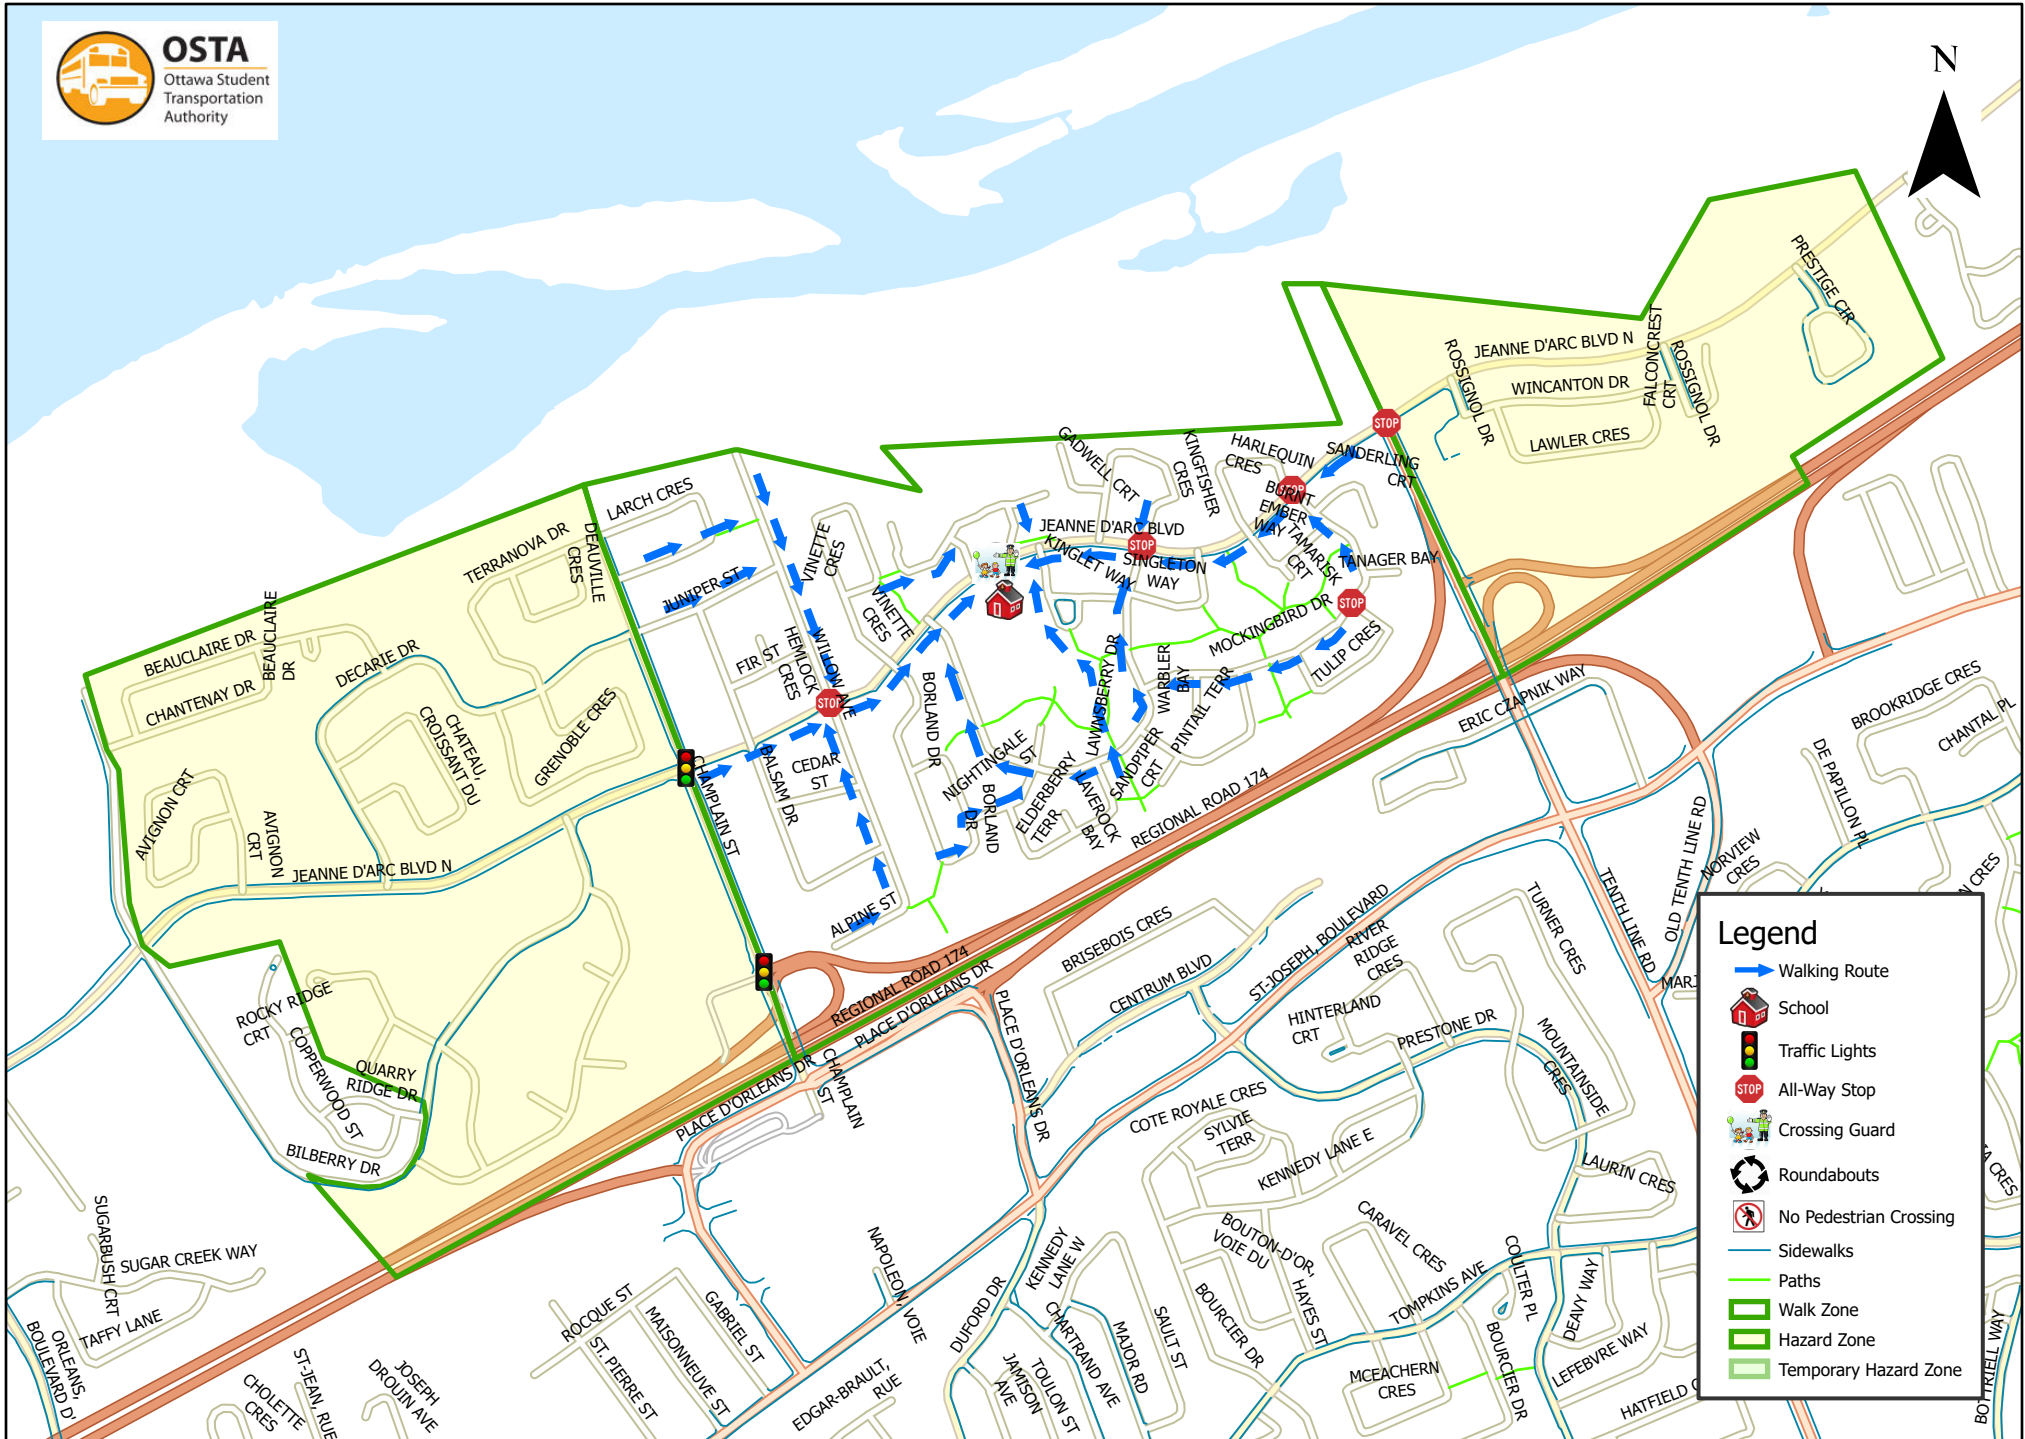 OSTA
Ottawa Student
Transportation
Authority
N
PRESTIGE CIR
JEANNE D'ARC BLVD N
FALCONCREST
CRT
ROSSIGNOL DR
ROSSIGNOL DR
WINCANTON DR
LAWLER CRES
GADWELL CRT
KINGFISHER
CRES
HARLEQUIN
CRES
SANDERLING
CRT
STOP
STOP
BURNT
EMBER
WAY
TAMARISK
CRT
TANAGER BAY
LARCH CRES
DEAUVILLE
CRES
TERRANOVA DR
JUNIPER ST
VINETTE
CRES
VINETTE
CRES
JEANNE D'ARC BLVD
STOP
KINGLET WAY
SINGLETON
WAY
STOP
MOCKINGBIRD DR
TULIP CRES
BEAUCLAIRE DR
BEAUCLAIRE
DR
CHANTENAY DR
DECARIE DR
FIR ST
HEMLOCK
CRES
WILLOW AVE
STOP
BORLAND DR
LAWNSBERRY DR
WARBLER
BAY
PINTAIL TERR
SANDPIPER
CRT
ERIC CZAPNIK WAY
BROOKRIDGE CRES
CHANTAL PL
DE PAPILLON PL
CHATEAU,
CROISSANT DU
GRENOBLE CRES
CHAMPLAIN ST
BALSAM DR
CEDAR
ST
NIGHTINGALE
ST
BORLAND
DR
ELDERBERRY
TERR
LAVEROCK
BAY
REGIONAL ROAD 174
AVIGNON CRT
AVIGNON
CRT
JEANNE D'ARC BLVD N
ALPINE ST
REGIONAL ROAD 174
PLACE D'ORLEANS DR
PLACE D'ORLEANS DR
PLACE D'ORLEANS DR
CHAMPLAIN
ST
BRISEBOIS CRES
CENTRUM BLVD
ST-JOSEPH, BOULEVARD
RIVER
RIDGE
CRES
TURNER CRES
TENTH LINE RD
OLD TENTH LINE RD
NORVIEW
CRES
N CRES
ROCKY RIDGE
CRT
COPPERWOOD ST
QUARRY
RIDGE DR
BILBERRY DR
HINTERLAND
CRT
PRESTONE DR
MOUNTAINSIDE
CRES
COTE ROYALE CRES
SYLVIE
TERR
KENNEDY LANE E
LAURIN CRES
SUGARBUSH CRT
SUGAR CREEK WAY
TAFFY LANE
ORLEANS,
BOULEVARD D'
NAPOLEON, VOIE
KENNEDY
LANE W
BOUTON-D'OR,
VOIE DU
CARAVEL CRES
HAYES ST
TOMPKINS AVE
COULTER PL
DEAVY WAY
LEFEBVRE WAY
BOURCIER DR
BOURCIER DR
MCEACHERN
CRES
HATFIELD C
ROCQUE ST
ST. PIERRE ST
MAISONNEUVE ST
GABRIEL ST
DUFORD DR
CHARTRAND AVE
MAJOR RD
SAULT ST
JAMISON
AVE
TOULON ST
EDGAR-BRAULT,
RUE
CHOLETTE
CRES
ST-JEAN, RUE
JOSEPH
DROUIN AVE
MARJ
A CRES
Legend
Walking Route
School
Traffic Lights
STOP All-Way Stop
Crossing Guard
Roundabouts
No Pedestrian Crossing
Sidewalks
Paths
Walk Zone
Hazard Zone
Temporary Hazard Zone